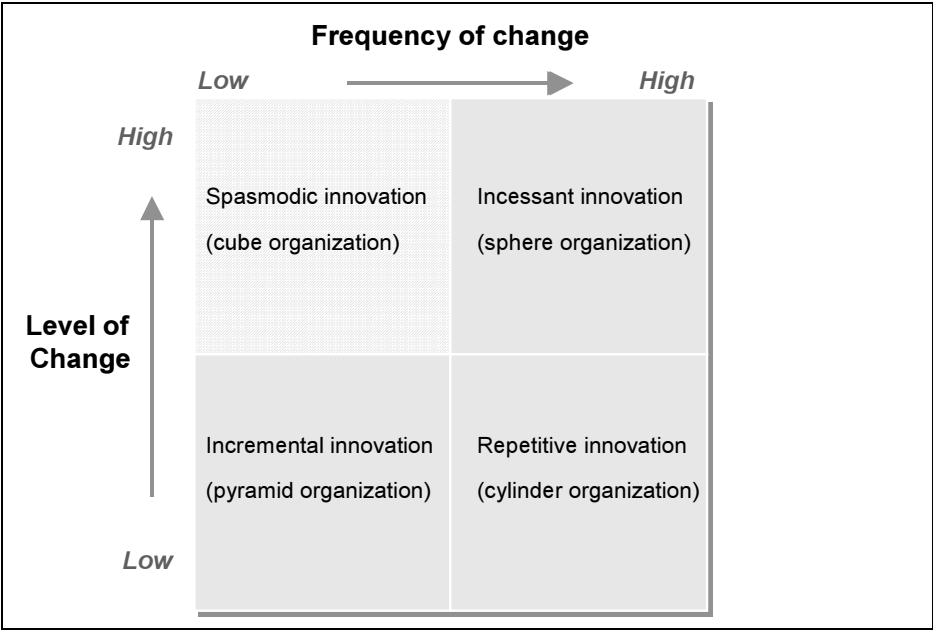 Frequency of change
Low
High
High
Spasmodic innovation
(cube organization)
Incessant innovation
(sphere organization)
Level of
Change
Incremental innovation
(pyramid organization)
Repetitive innovation
(cylinder organization)
Low